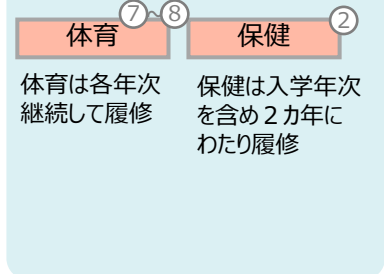 ⑦~⑧
体育
②
保健
体育は各年次
継続して履修
保健は入学年次
を含め2カ年に
わたり履修